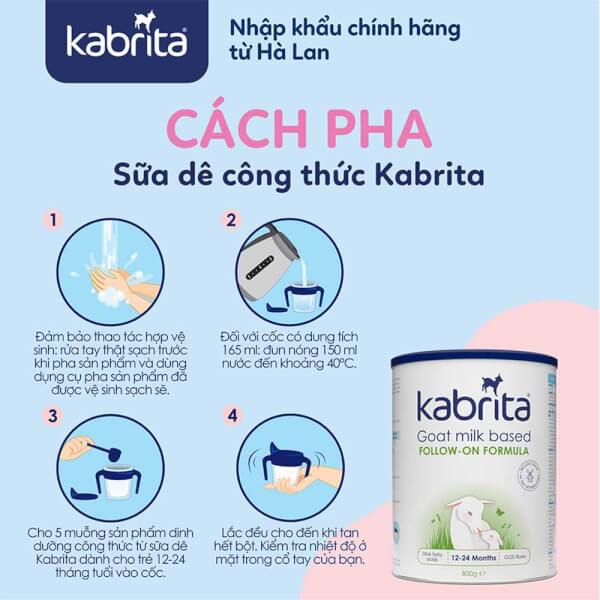 kabrita
Nhập khẩu chính hãng
từ Hà Lan
CÁCH PHA
Sữa dê công thức Kabrita
1
Đảm bảo thao tác hợp vệ
sinh: rửa tay thật sạch trước
khi pha sản phẩm và dùng
dụng cụ pha sản phẩm đã
được vệ sinh sạch sẽ.
2
Đối với cốc có dung tích
165 ml: đun nóng 150 ml
nước đến khoảng 40°C.
3
Cho 5 muỗng sản phẩm dinh
dưỡng công thức từ sữa dê
Kabrita dành cho trẻ 12-24
tháng tuổi vào cốc.
4
Lắc đều cho đến khi tan
hết bột. Kiểm tra nhiệt độ ở
mặt trong cổ tay của bạn.
kabrita
Goat milk based
FOLLOW-ON FORMULA
DHA fatty
acids
12-24 Months
GOS fibres
800g e